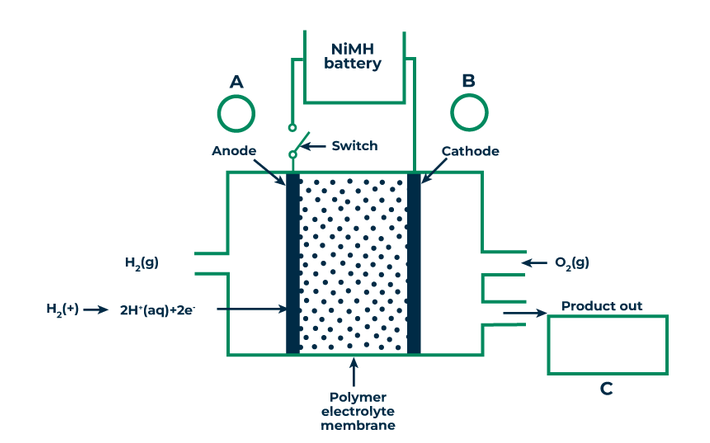 NiMH
battery
A
B
Switch
Anode
Cathode
H₂(g)
O₂(g)
H₂(+) → 2H⁺(aq)+2e⁻
Product out
C
Polymer
electrolyte
membrane